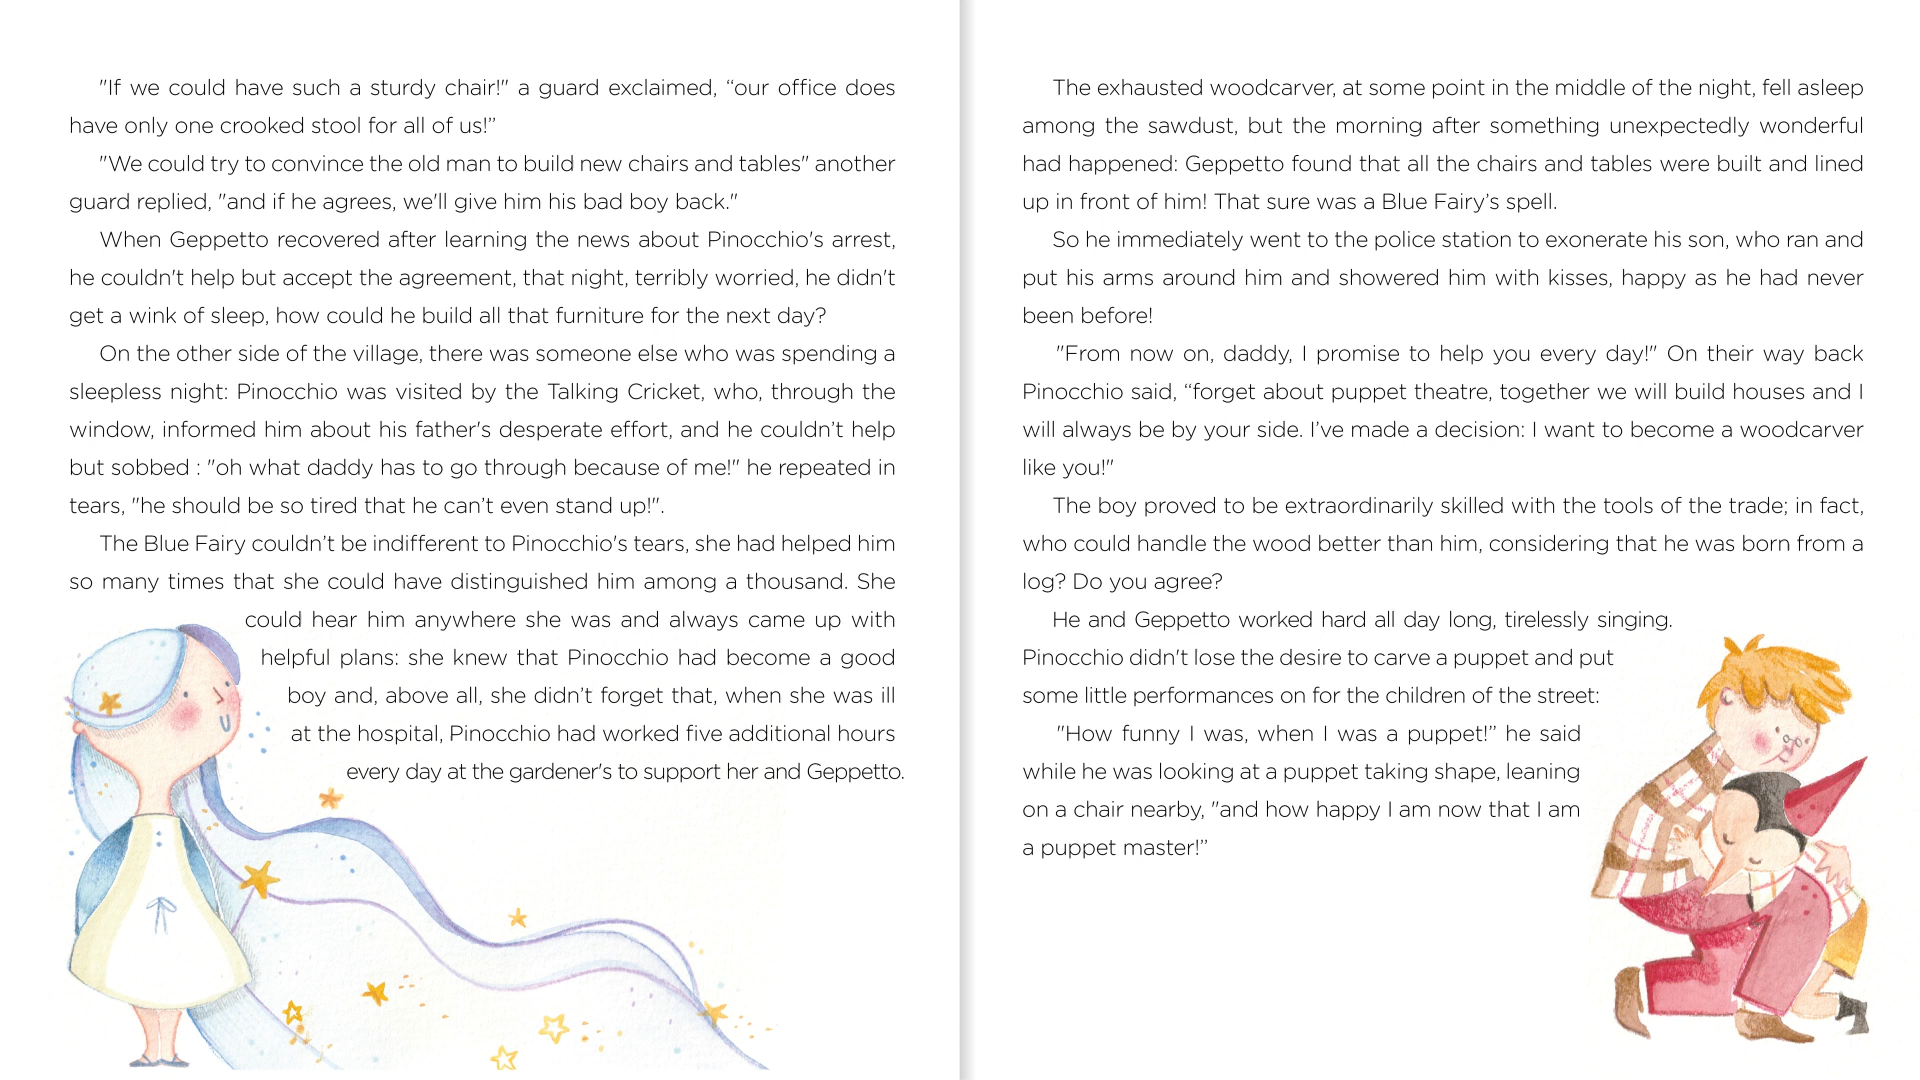 "If we could have such a sturdy chair!" a guard exclaimed, “our office does
have only one crooked stool for all of us!”
"We could try to convince the old man to build new chairs and tables" another
guard replied, "and if he agrees, we'll give him his bad boy back."
When Geppetto recovered after learning the news about Pinocchio's arrest,
he couldn't help but accept the agreement, that night, terribly worried, he didn't
get a wink of sleep, how could he build all that furniture for the next day?
On the other side of the village, there was someone else who was spending a
sleepless night: Pinocchio was visited by the Talking Cricket, who, through the
window, informed him about his father's desperate effort, and he couldn’t help
but sobbed : "oh what daddy has to go through because of me!" he repeated in
tears, "he should be so tired that he can’t even stand up!".
The Blue Fairy couldn’t be indifferent to Pinocchio's tears, she had helped him
so many times that she could have distinguished him among a thousand. She
could hear him anywhere she was and always came up with
helpful plans: she knew that Pinocchio had become a good
boy and, above all, she didn’t forget that, when she was ill
at the hospital, Pinocchio had worked five additional hours
every day at the gardener's to support her and Geppetto.
The exhausted woodcarver, at some point in the middle of the night, fell asleep
among the sawdust, but the morning after something unexpectedly wonderful
had happened: Geppetto found that all the chairs and tables were built and lined
up in front of him! That sure was a Blue Fairy’s spell.
So he immediately went to the police station to exonerate his son, who ran and
put his arms around him and showered him with kisses, happy as he had never
been before!
"From now on, daddy, I promise to help you every day!" On their way back
Pinocchio said, “forget about puppet theatre, together we will build houses and I
will always be by your side. I’ve made a decision: I want to become a woodcarver
like you!"
The boy proved to be extraordinarily skilled with the tools of the trade; in fact,
who could handle the wood better than him, considering that he was born from a
log? Do you agree?
He and Geppetto worked hard all day long, tirelessly singing.
Pinocchio didn't lose the desire to carve a puppet and put
some little performances on for the children of the street:
"How funny I was, when I was a puppet!” he said
while he was looking at a puppet taking shape, leaning
on a chair nearby, "and how happy I am now that I am
a puppet master!”